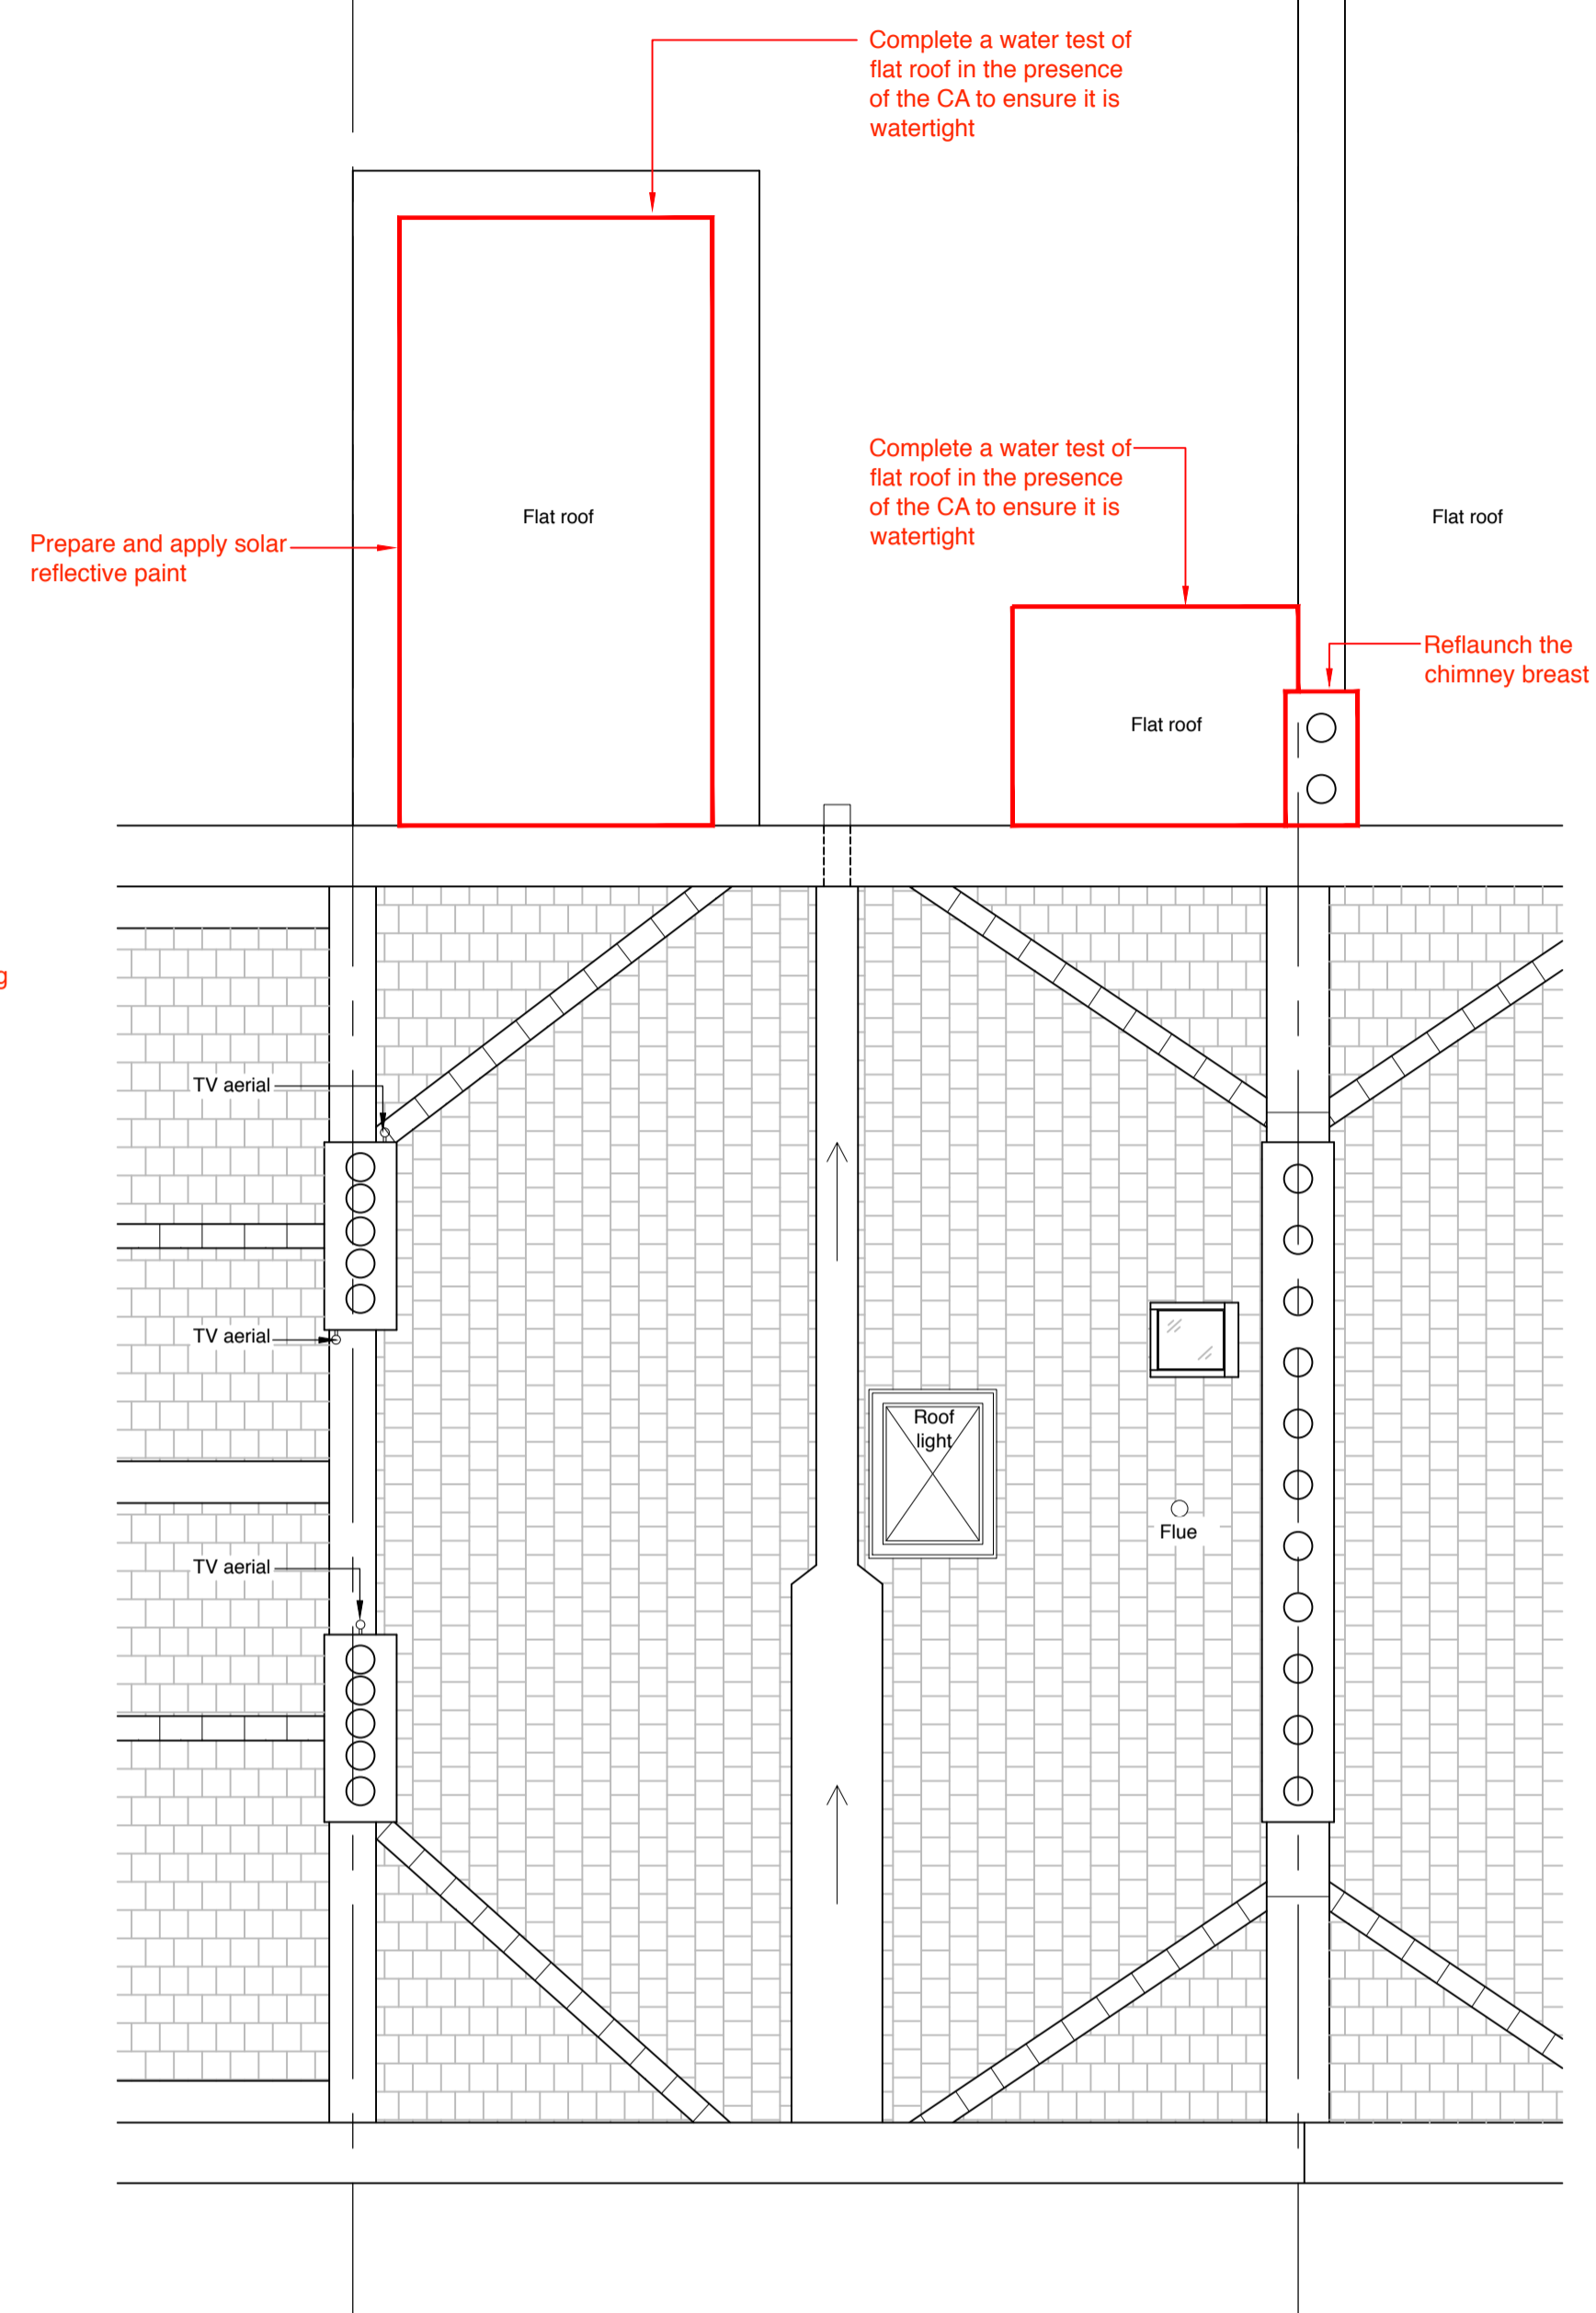 Complete a water test of
flat roof in the presence
of the CA to ensure it is
watertight
Complete a water test of
flat roof in the presence
of the CA to ensure it is
watertight
Flat roof
Flat roof
Prepare and apply solar
reflective paint
Reflaunch the
chimney breast
Flat roof
g
TV aerial
TV aerial
Roof
light
Flue
TV aerial